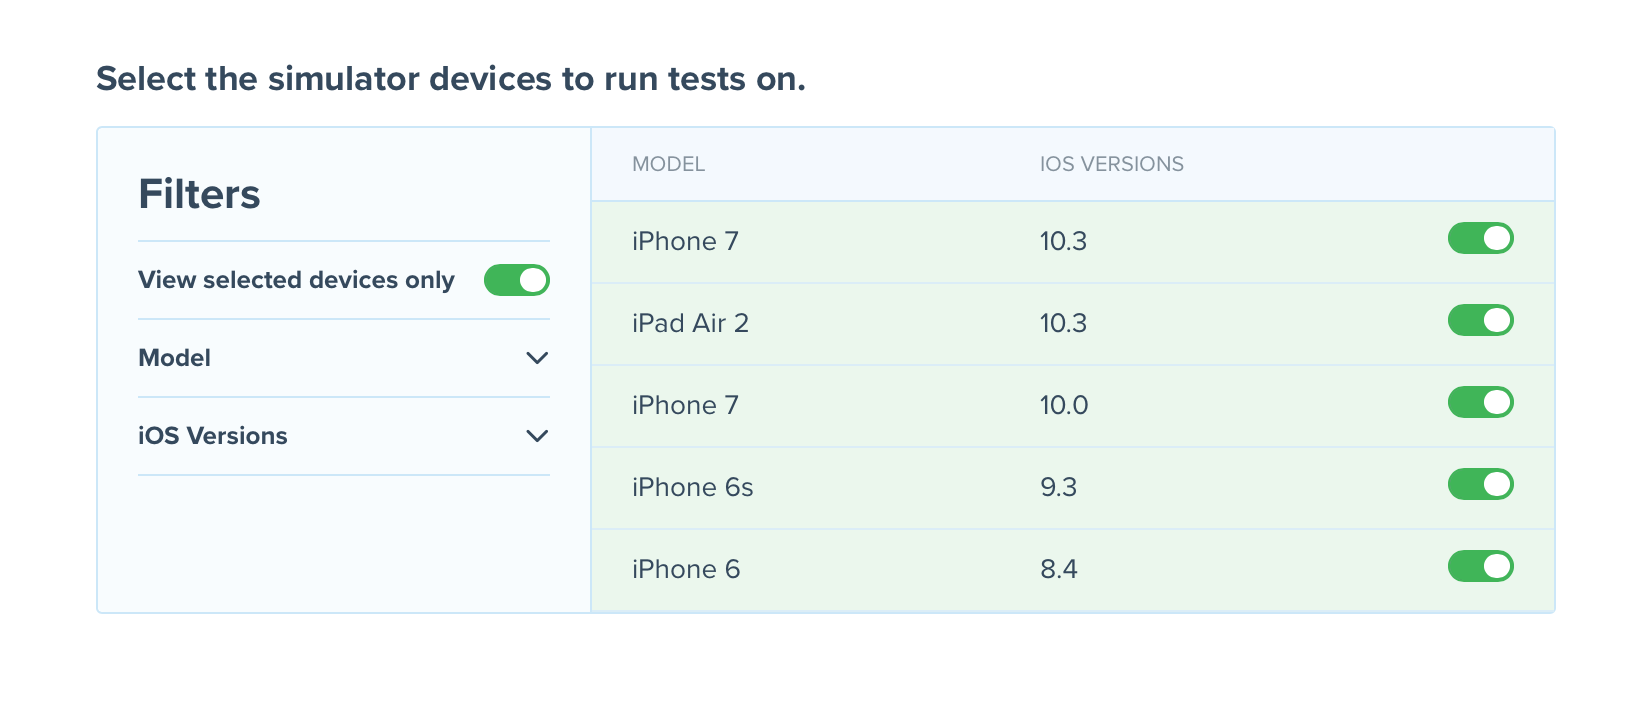 Select the simulator devices to run tests on.
Filters
View selected devices only
Model
iOS Versions
MODEL IOS VERSIONS
iPhone 7 10.3
iPad Air 2 10.3
iPhone 7 10.0
iPhone 6s 9.3
iPhone 6 8.4